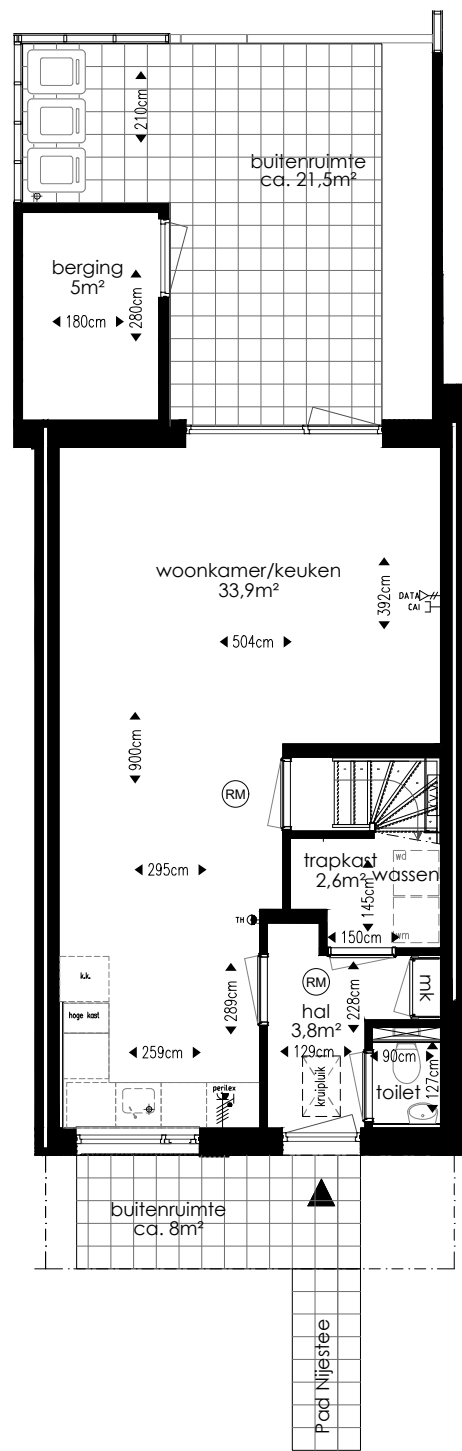 210cm
buitenruimte
ca. 21,5m²
berging
5m²
180cm
280cm
woonkamer/keuken
33,9m²
392cm
DATA
CAI
504cm
900cm
RM
295cm
trapkast
2,6m²
wd
wassen
145cm
wm
150cm
TH
k.k.
hoge kast
289cm
RM
hal
3,8m²
228cm
mk
129cm
259cm
kruipluik
90cm
127cm
toilet
perilex
buitenruimte
ca. 8m²
Pad Nijestee